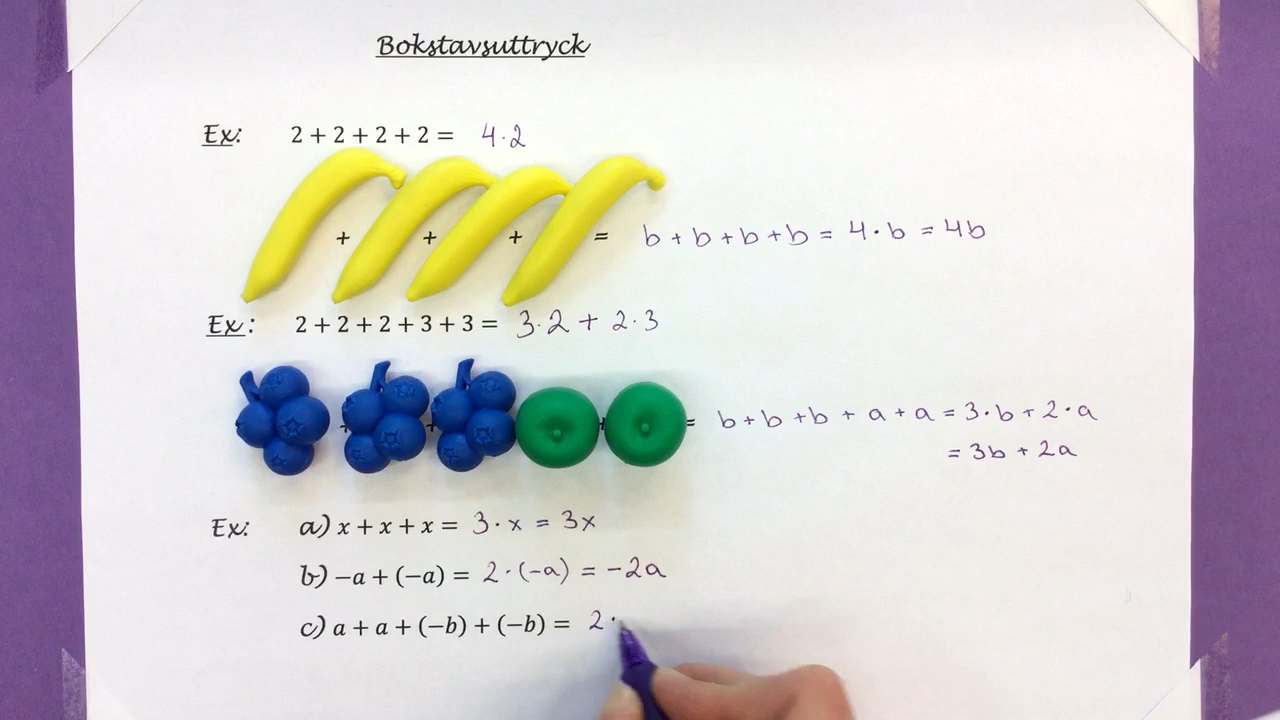 Bokstavsuttryck
Ex: 2 + 2 + 2 + 2 = 4·2
+ + + = b + b + b + b = 4·b = 4b
Ex: 2 + 2 + 2 + 3 + 3 = 3·2 + 2·3
= b + b + b + a + a = 3·b + 2·a
= 3b + 2a
Ex: a) x + x + x = 3·x = 3x
b) −a + (−a) = 2·(−a) = −2a
c) a + a + (−b) + (−b) = 2·